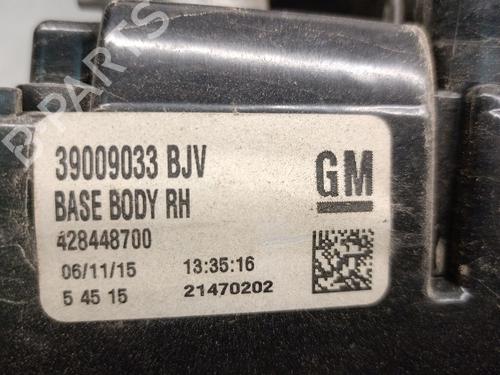 39009033 BJV
BASE BODY RH
428448700
06/11/15 13:35:16
5 45 15 21470202
GM
B-PARTS